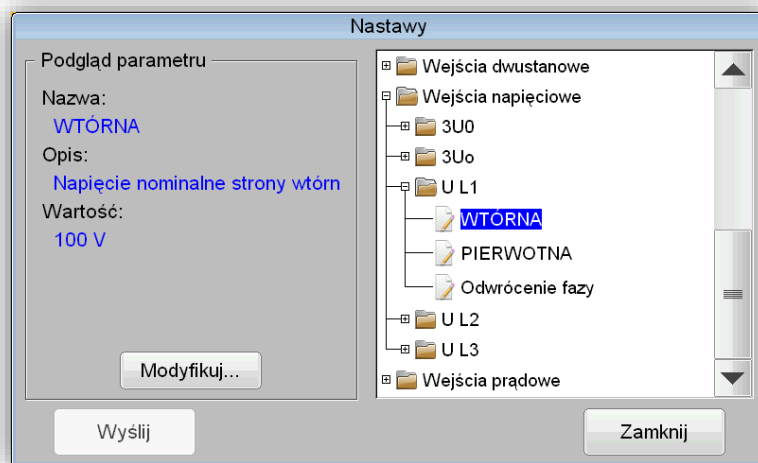 Nastawy
Podgląd parametru
Nazwa:
WTÓRNA
Opis:
Napięcie nominalne strony wtórn
Wartość:
100 V
Modyfikuj...
Wyślij
Wejścia dwustanowe
Wejścia napięciowe
3U0
3Uo
U L1
WTÓRNA
PIERWOTNA
Odwrócenie fazy
U L2
U L3
Wejścia prądowe
Zamknij